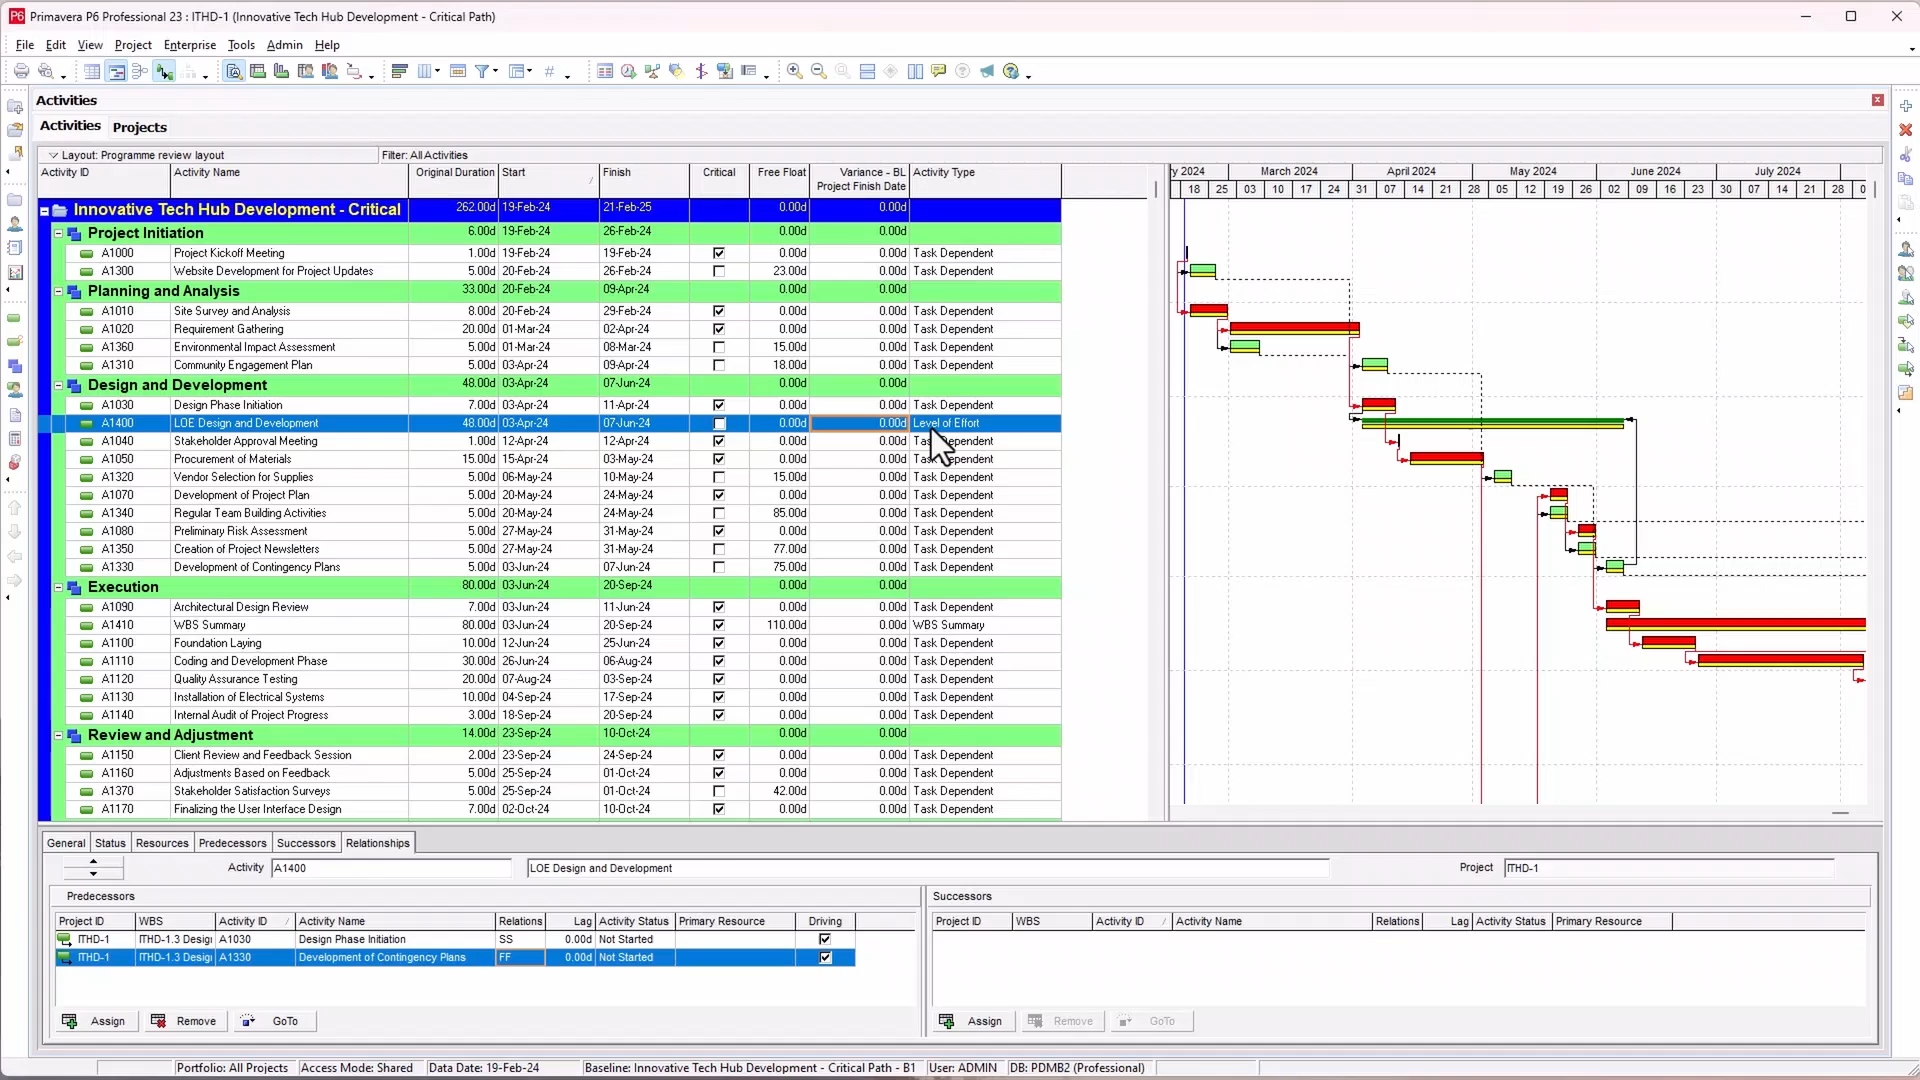 P6 Primavera P6 Professional 23 : ITHD-1 (Innovative Tech Hub Development - Critical Path)
File Edit View Project Enterprise Tools Admin Help
Activities
Activities Projects
Layout: Programme review layout Filter: All Activities
Activity ID Activity Name Original Duration Start Finish Critical Free Float Variance - BL Project Finish Date Activity Type
y 2024 March 2024 April 2024 May 2024 June 2024 July 2024
18 25 03 10 17 24 31 07 14 21 28 05 12 19 26 02 09 16 23 30 07 14 21 28 0
Innovative Tech Hub Development - Critical 262.00d 19-Feb-24 21-Feb-25 0.00d 0.00d
Project Initiation 6.00d 19-Feb-24 26-Feb-24 0.00d 0.00d
A1000 Project Kickoff Meeting 1.00d 19-Feb-24 19-Feb-24 0.00d 0.00d Task Dependent
A1300 Website Development for Project Updates 5.00d 20-Feb-24 26-Feb-24 23.00d 0.00d Task Dependent
Planning and Analysis 33.00d 20-Feb-24 09-Apr-24 0.00d 0.00d
A1010 Site Survey and Analysis 8.00d 20-Feb-24 29-Feb-24 0.00d 0.00d Task Dependent
A1020 Requirement Gathering 20.00d 01-Mar-24 02-Apr-24 0.00d 0.00d Task Dependent
A1360 Environmental Impact Assessment 5.00d 01-Mar-24 08-Mar-24 15.00d 0.00d Task Dependent
A1310 Community Engagement Plan 5.00d 03-Apr-24 09-Apr-24 18.00d 0.00d Task Dependent
Design and Development 48.00d 03-Apr-24 07-Jun-24 0.00d 0.00d
A1030 Design Phase Initiation 7.00d 03-Apr-24 11-Apr-24 0.00d 0.00d Task Dependent
A1400 LOE Design and Development 48.00d 03-Apr-24 07-Jun-24 0.00d 0.00d Level of Effort
A1040 Stakeholder Approval Meeting 1.00d 12-Apr-24 12-Apr-24 0.00d 0.00d Task Dependent
A1050 Procurement of Materials 15.00d 15-Apr-24 03-May-24 0.00d 0.00d Task Dependent
A1320 Vendor Selection for Supplies 5.00d 06-May-24 10-May-24 15.00d 0.00d Task Dependent
A1070 Development of Project Plan 5.00d 20-May-24 24-May-24 0.00d 0.00d Task Dependent
A1340 Regular Team Building Activities 5.00d 20-May-24 24-May-24 85.00d 0.00d Task Dependent
A1080 Preliminary Risk Assessment 5.00d 27-May-24 31-May-24 0.00d 0.00d Task Dependent
A1350 Creation of Project Newsletters 5.00d 27-May-24 31-May-24 77.00d 0.00d Task Dependent
A1330 Development of Contingency Plans 5.00d 03-Jun-24 07-Jun-24 75.00d 0.00d Task Dependent
Execution 80.00d 03-Jun-24 20-Sep-24 0.00d 0.00d
A1090 Architectural Design Review 7.00d 03-Jun-24 11-Jun-24 0.00d 0.00d Task Dependent
A1410 WBS Summary 80.00d 03-Jun-24 20-Sep-24 110.00d 0.00d WBS Summary
A1100 Foundation Laying 10.00d 12-Jun-24 25-Jun-24 0.00d 0.00d Task Dependent
A1110 Coding and Development Phase 30.00d 26-Jun-24 06-Aug-24 0.00d 0.00d Task Dependent
A1120 Quality Assurance Testing 20.00d 07-Aug-24 03-Sep-24 0.00d 0.00d Task Dependent
A1130 Installation of Electrical Systems 10.00d 04-Sep-24 17-Sep-24 0.00d 0.00d Task Dependent
A1140 Internal Audit of Project Progress 3.00d 18-Sep-24 20-Sep-24 0.00d 0.00d Task Dependent
Review and Adjustment 14.00d 23-Sep-24 10-Oct-24 0.00d 0.00d
A1150 Client Review and Feedback Session 2.00d 23-Sep-24 24-Sep-24 0.00d 0.00d Task Dependent
A1160 Adjustments Based on Feedback 5.00d 25-Sep-24 01-Oct-24 0.00d 0.00d Task Dependent
A1370 Stakeholder Satisfaction Surveys 5.00d 25-Sep-24 01-Oct-24 42.00d 0.00d Task Dependent
A1170 Finalizing the User Interface Design 7.00d 02-Oct-24 10-Oct-24 0.00d 0.00d Task Dependent
General Status Resources Predecessors Successors Relationships
Activity A1400 LOE Design and Development Project ITHD-1
Predecessors Successors
Project ID WBS Activity ID Activity Name Relations Lag Activity Status Primary Resource Driving Project ID WBS Activity ID Activity Name Relations Lag Activity Status Primary Resource
ITHD-1 ITHD-1.3 Desig A1030 Design Phase Initiation SS 0.00d Not Started
ITHD-1 ITHD-1.3 Desig A1330 Development of Contingency Plans FF 0.00d Not Started
Assign Remove GoTo Assign Remove GoTo
Portfolio: All Projects Access Mode: Shared Data Date: 19-Feb-24 Baseline: Innovative Tech Hub Development - Critical Path - B1 User: ADMIN DB: PDMB2 (Professional)